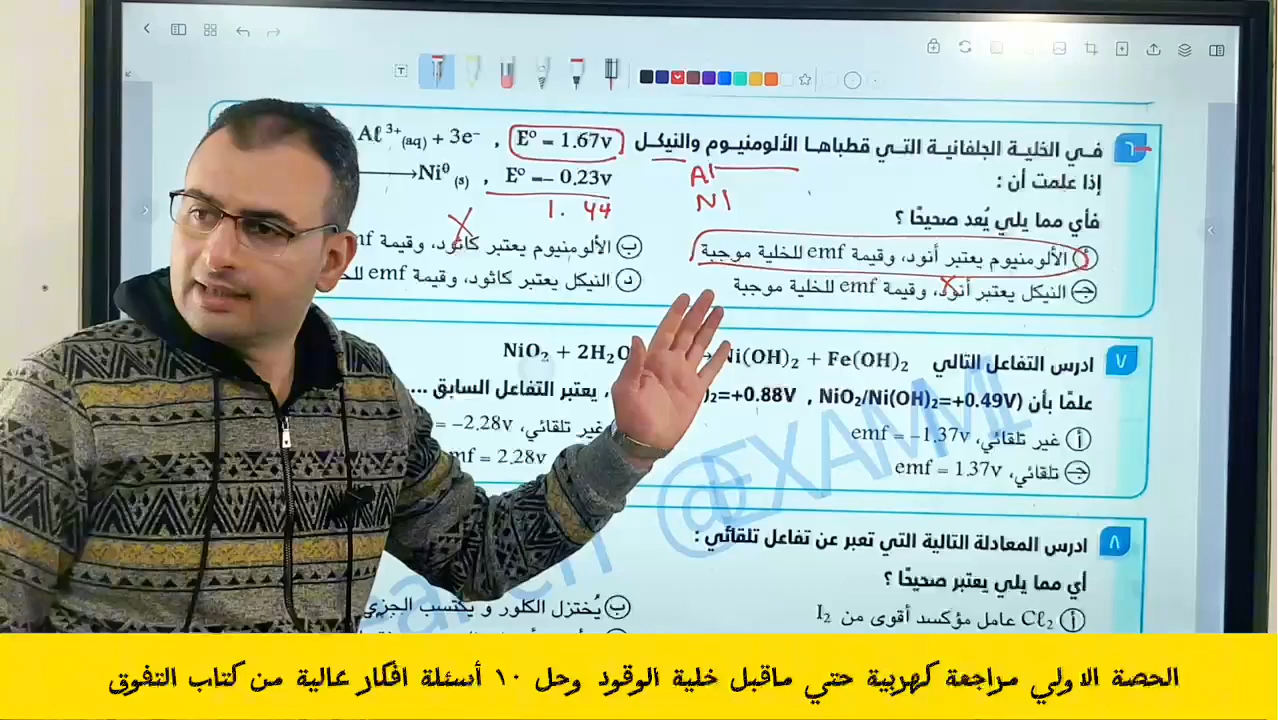 ٦ في الخلية الجلفانية التي قطباها الألومنيوم والنيكل
Al³⁺(aq) + 3e⁻ , E° = 1.67v
إذا علمت أن :
⟶ Ni⁰(s) , E° = – 0.23v
Al
Ni
1.44
فأي مما يلي يُعد صحيحًا ؟
أ الألومنيوم يعتبر أنود، وقيمة emf للخلية موجبة
ب الألومنيوم يعتبر كاثود، وقيمة
ج النيكل يعتبر أنود، وقيمة emf للخلية موجبة
د النيكل يعتبر كاثود، وقيمة emf
٧ ادرس التفاعل التالي
NiO₂ + 2H₂O Ni(OH)₂ + Fe(OH)₂
علمًا بأن (NiO₂/Ni(OH)₂=+0.49V , ₂=+0.88V
، يعتبر التفاعل السابق ...
أ غير تلقائي، emf = −1.37v
غير تلقائي، = −2.28v
ج تلقائي، emf = 1.37v
emf = 2.28v
٨ ادرس المعادلة التالية التي تعبر عن تفاعل تلقائي :
أي مما يلي يعتبر صحيحًا ؟
أ Cℓ₂ عامل مؤكسد أقوى من I₂
ب يُختزل الكلور و يكتسب الجزي
@EXAMMI
الحصة الاولي مراجعة كهربية حتي ماقبل خلية الوقود وحل ١٠ أسئلة افكار عالية من كتاب التفوق